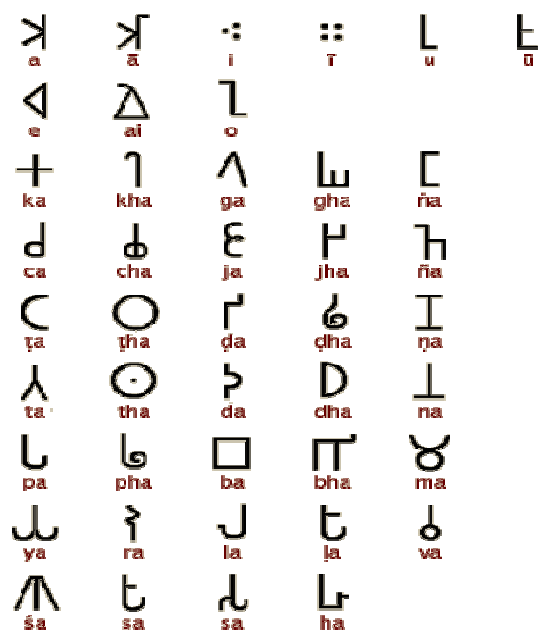 𑀅 𑀆 𑀇 𑀈 𑀉 𑀊
a ā i ī u ū
𑀏 𑀐 𑀑
e ai o
𑀓 𑀔 𑀕 𑀖 𑀗
ka kha ga gha ṅa
𑀘 𑀙 𑀚 𑀛 𑀜
ca cha ja jha ña
𑀝 𑀞 𑀟 𑀠 𑀡
ṭa ṭha ḍa ḍha ṇa
𑀢 𑀣 𑀤 𑀥 𑀦
ta tha da dha na
𑀧 𑀨 𑀩 𑀪 𑀫
pa pha ba bha ma
𑀬 𑀭 𑀮 𑀴 𑀯
ya ra la ḷa va
𑀰 𑀱 𑀲 𑀳
śa ṣa sa ha